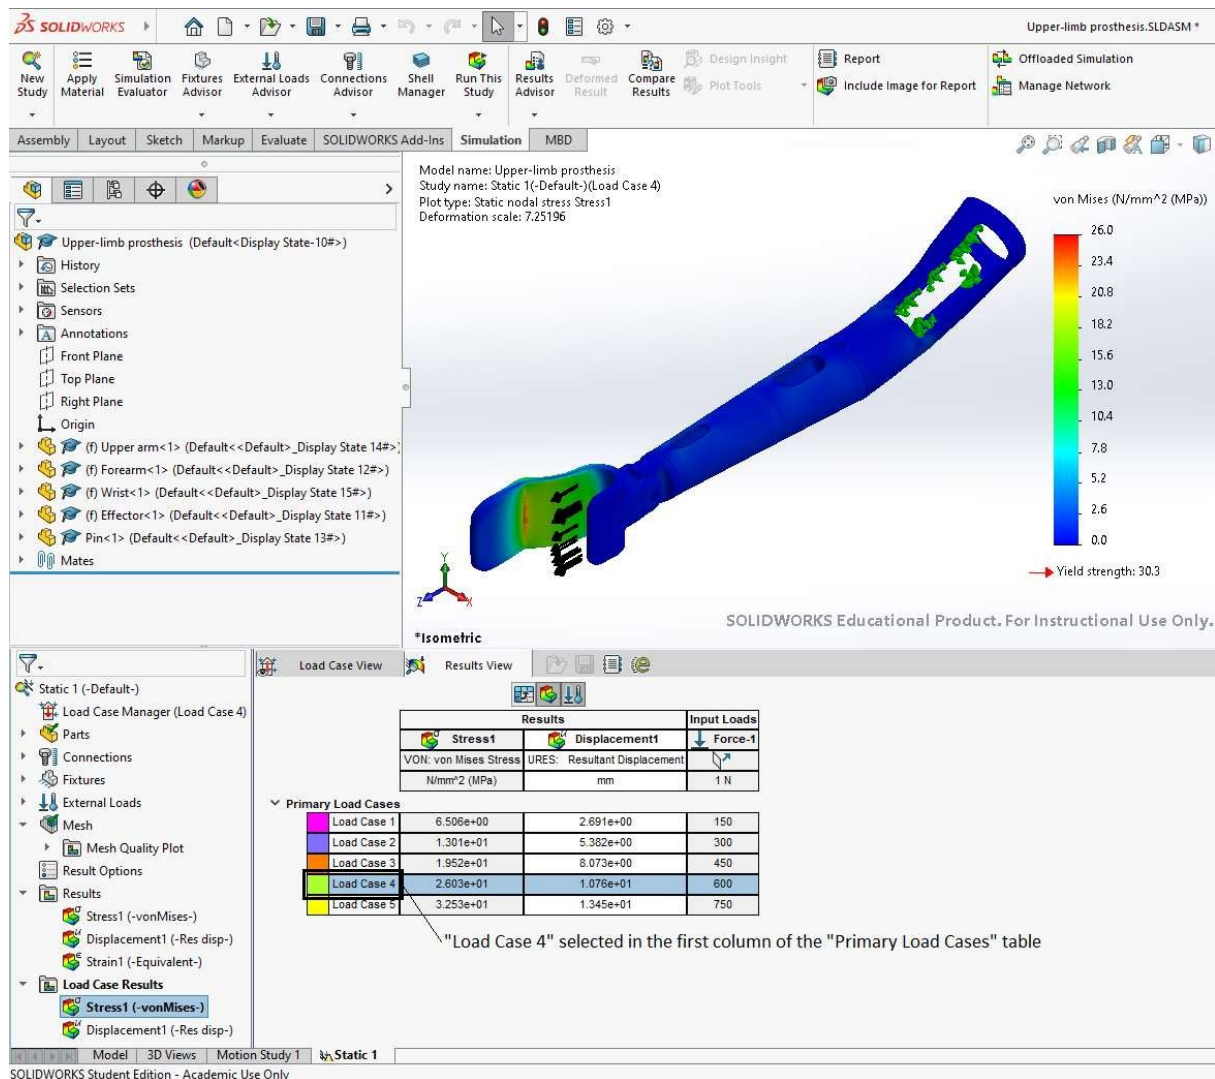 SOLIDWORKS
Upper-limb prosthesis.SLDASM *
New Study
Apply Material
Simulation Evaluator
Fixtures Advisor
External Loads Advisor
Connections Advisor
Shell Manager
Run This Study
Results Advisor
Deformed Result
Compare Results
Design Insight
Plot Tools
Report
Include Image for Report
Offloaded Simulation
Manage Network
Assembly Layout Sketch Markup Evaluate SOLIDWORKS Add-Ins Simulation MBD
Upper-limb prosthesis (Default<Display State-10#>)
History
Selection Sets
Sensors
Annotations
Front Plane
Top Plane
Right Plane
Origin
(f) Upper arm<1> (Default<<Default>_Display State 14#>)
(f) Forearm<1> (Default<<Default>_Display State 12#>)
(f) Wrist<1> (Default<<Default>_Display State 15#>)
(f) Effector<1> (Default<<Default>_Display State 11#>)
Pin<1> (Default<<Default>_Display State 13#>)
Mates
Model name: Upper-limb prosthesis
Study name: Static 1(-Default-)(Load Case 4)
Plot type: Static nodal stress Stress1
Deformation scale: 7.25196
von Mises (N/mm^2 (MPa))
26.0
23.4
20.8
18.2
15.6
13.0
10.4
7.8
5.2
2.6
0.0
Yield strength: 30.3
Y
Z
X
*Isometric
SOLIDWORKS Educational Product. For Instructional Use Only.
Static 1 (-Default-)
Load Case Manager (Load Case 4)
Parts
Connections
Fixtures
External Loads
Mesh
Mesh Quality Plot
Result Options
Results
Stress1 (-vonMises-)
Displacement1 (-Res disp-)
Strain1 (-Equivalent-)
Load Case Results
Stress1 (-vonMises-)
Displacement1 (-Res disp-)
Load Case View Results View
Results Input Loads
Stress1 Displacement1 Force-1
VON: von Mises Stress URES: Resultant Displacement
N/mm^2 (MPa) mm 1 N
Primary Load Cases
Load Case 1 6.506e+00 2.691e+00 150
Load Case 2 1.301e+01 5.382e+00 300
Load Case 3 1.952e+01 8.073e+00 450
Load Case 4 2.603e+01 1.076e+01 600
Load Case 5 3.253e+01 1.345e+01 750
"Load Case 4" selected in the first column of the "Primary Load Cases" table
Model 3D Views Motion Study 1 Static 1
SOLIDWORKS Student Edition - Academic Use Only